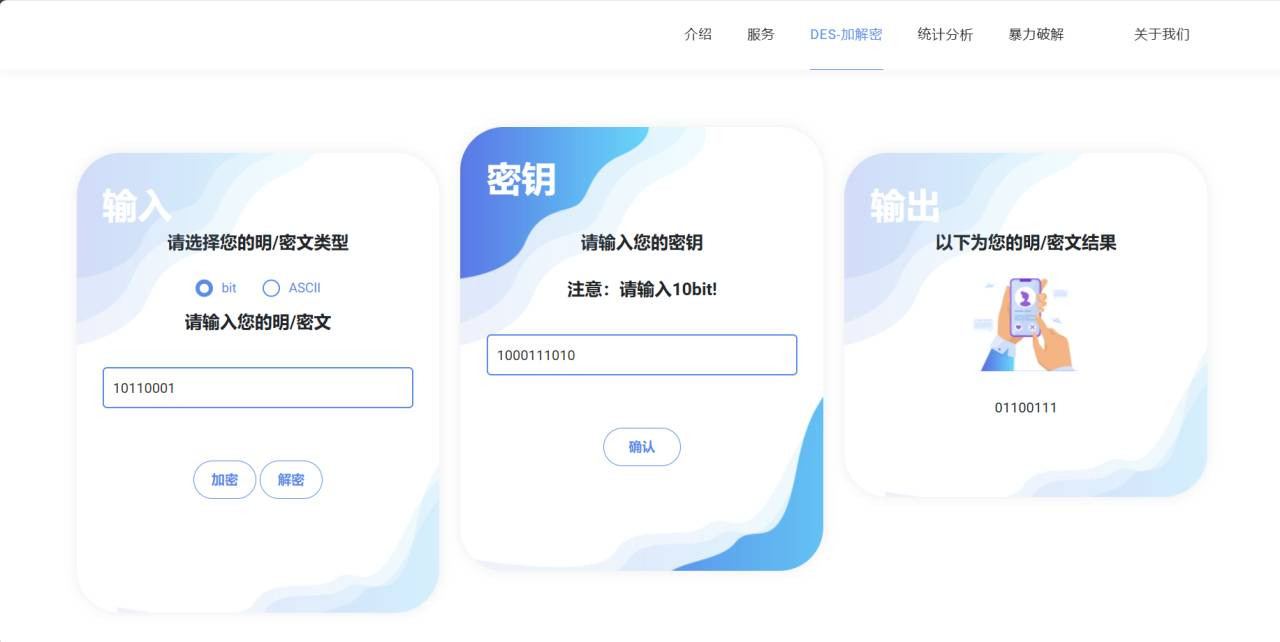 介绍 服务 DES-加解密 统计分析 暴力破解 关于我们
输入
请选择您的明/密文类型
bit ASCII
请输入您的明/密文
10110001
加密 解密
密钥
请输入您的密钥
注意：请输入10bit!
1000111010
确认
输出
以下为您的明/密文结果
01100111